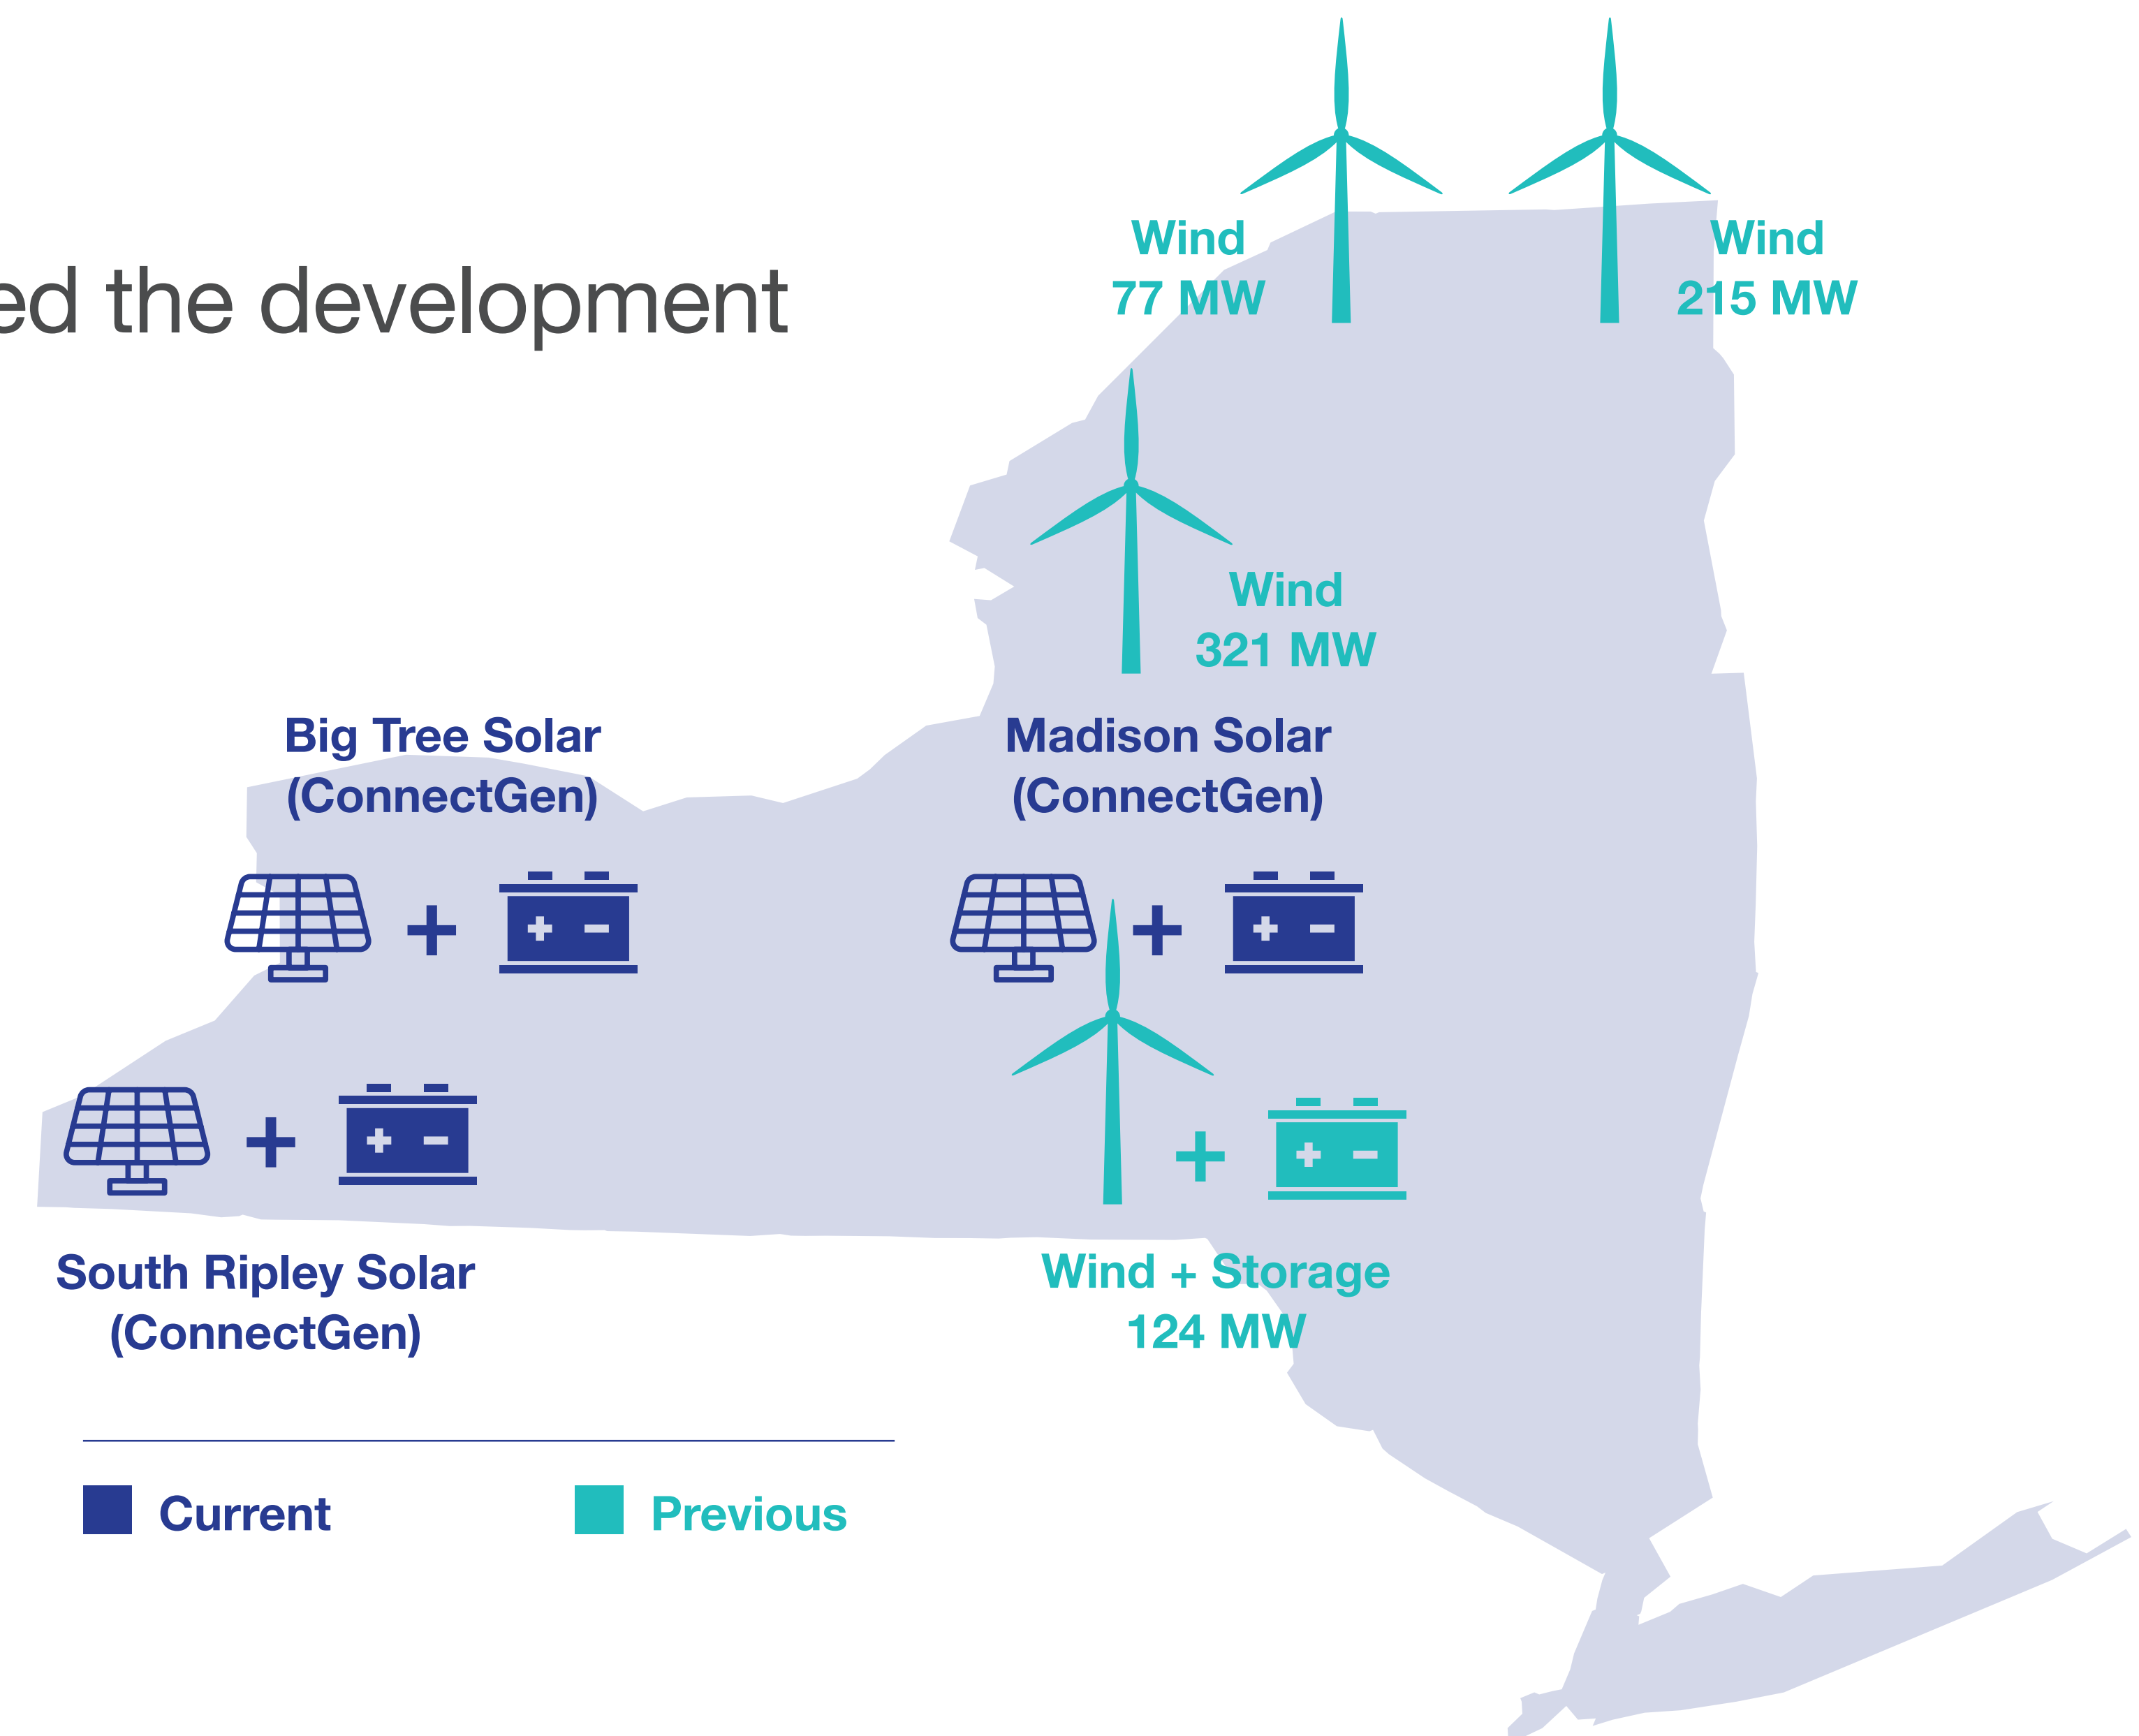 ed the development
Wind
77 MW
Wind
215 MW
Wind
321 MW
Big Tree Solar
(ConnectGen)
Madison Solar
(ConnectGen)
South Ripley Solar
(ConnectGen)
Wind + Storage
124 MW
Current
Previous